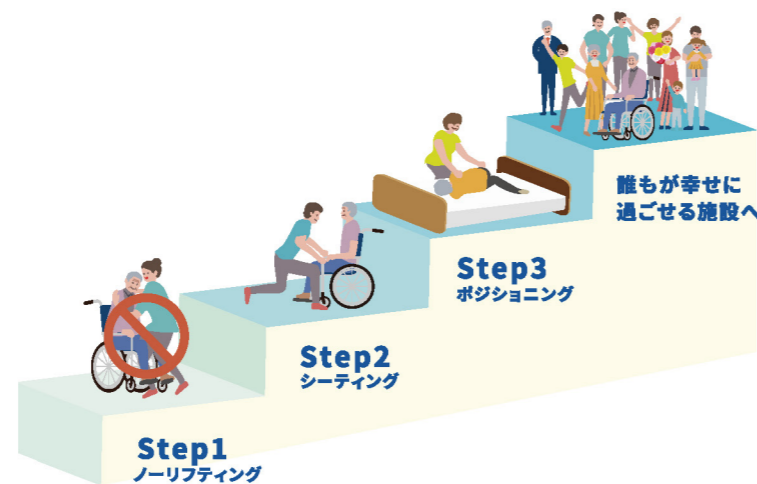 Step1
ノーリフティング
Step2
シーティング
Step3
ポジショニング
誰もが幸せに
過ごせる施設へ